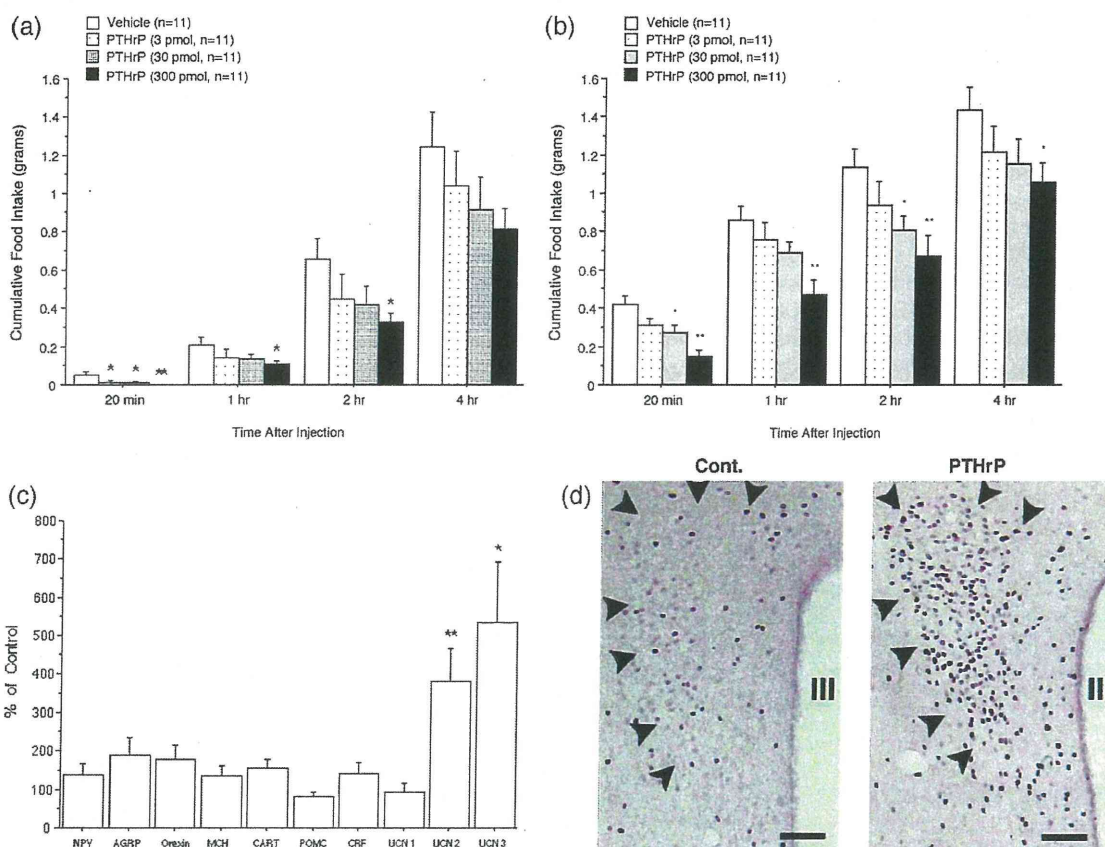 (a)
Vehicle (n=11)
PTHrP (3 pmol, n=11)
PTHrP (30 pmol, n=11)
PTHrP (300 pmol, n=11)
Cumulative Food Intake (grams)
1.6
1.4
1.2
1
0.8
0.6
0.4
0.2
0
* * **
*
*
20 min 1 hr 2 hr 4 hr
Time After Injection
(b)
Vehicle (n=11)
PTHrP (3 pmol, n=11)
PTHrP (30 pmol, n=11)
PTHrP (300 pmol, n=11)
Cumulative Food Intake (grams)
1.6
1.4
1.2
1
0.8
0.6
0.4
0.2
0
* **
**
* **
*
20 min 1 hr 2 hr 4 hr
Time After Injection
(c)
% of Control
800
700
600
500
400
300
200
100
0
**
*
NPY AGRP Orexin MCH CART POMC CRF UCN 1 UCN 2 UCN 3
(d)
Cont. PTHrP
III II